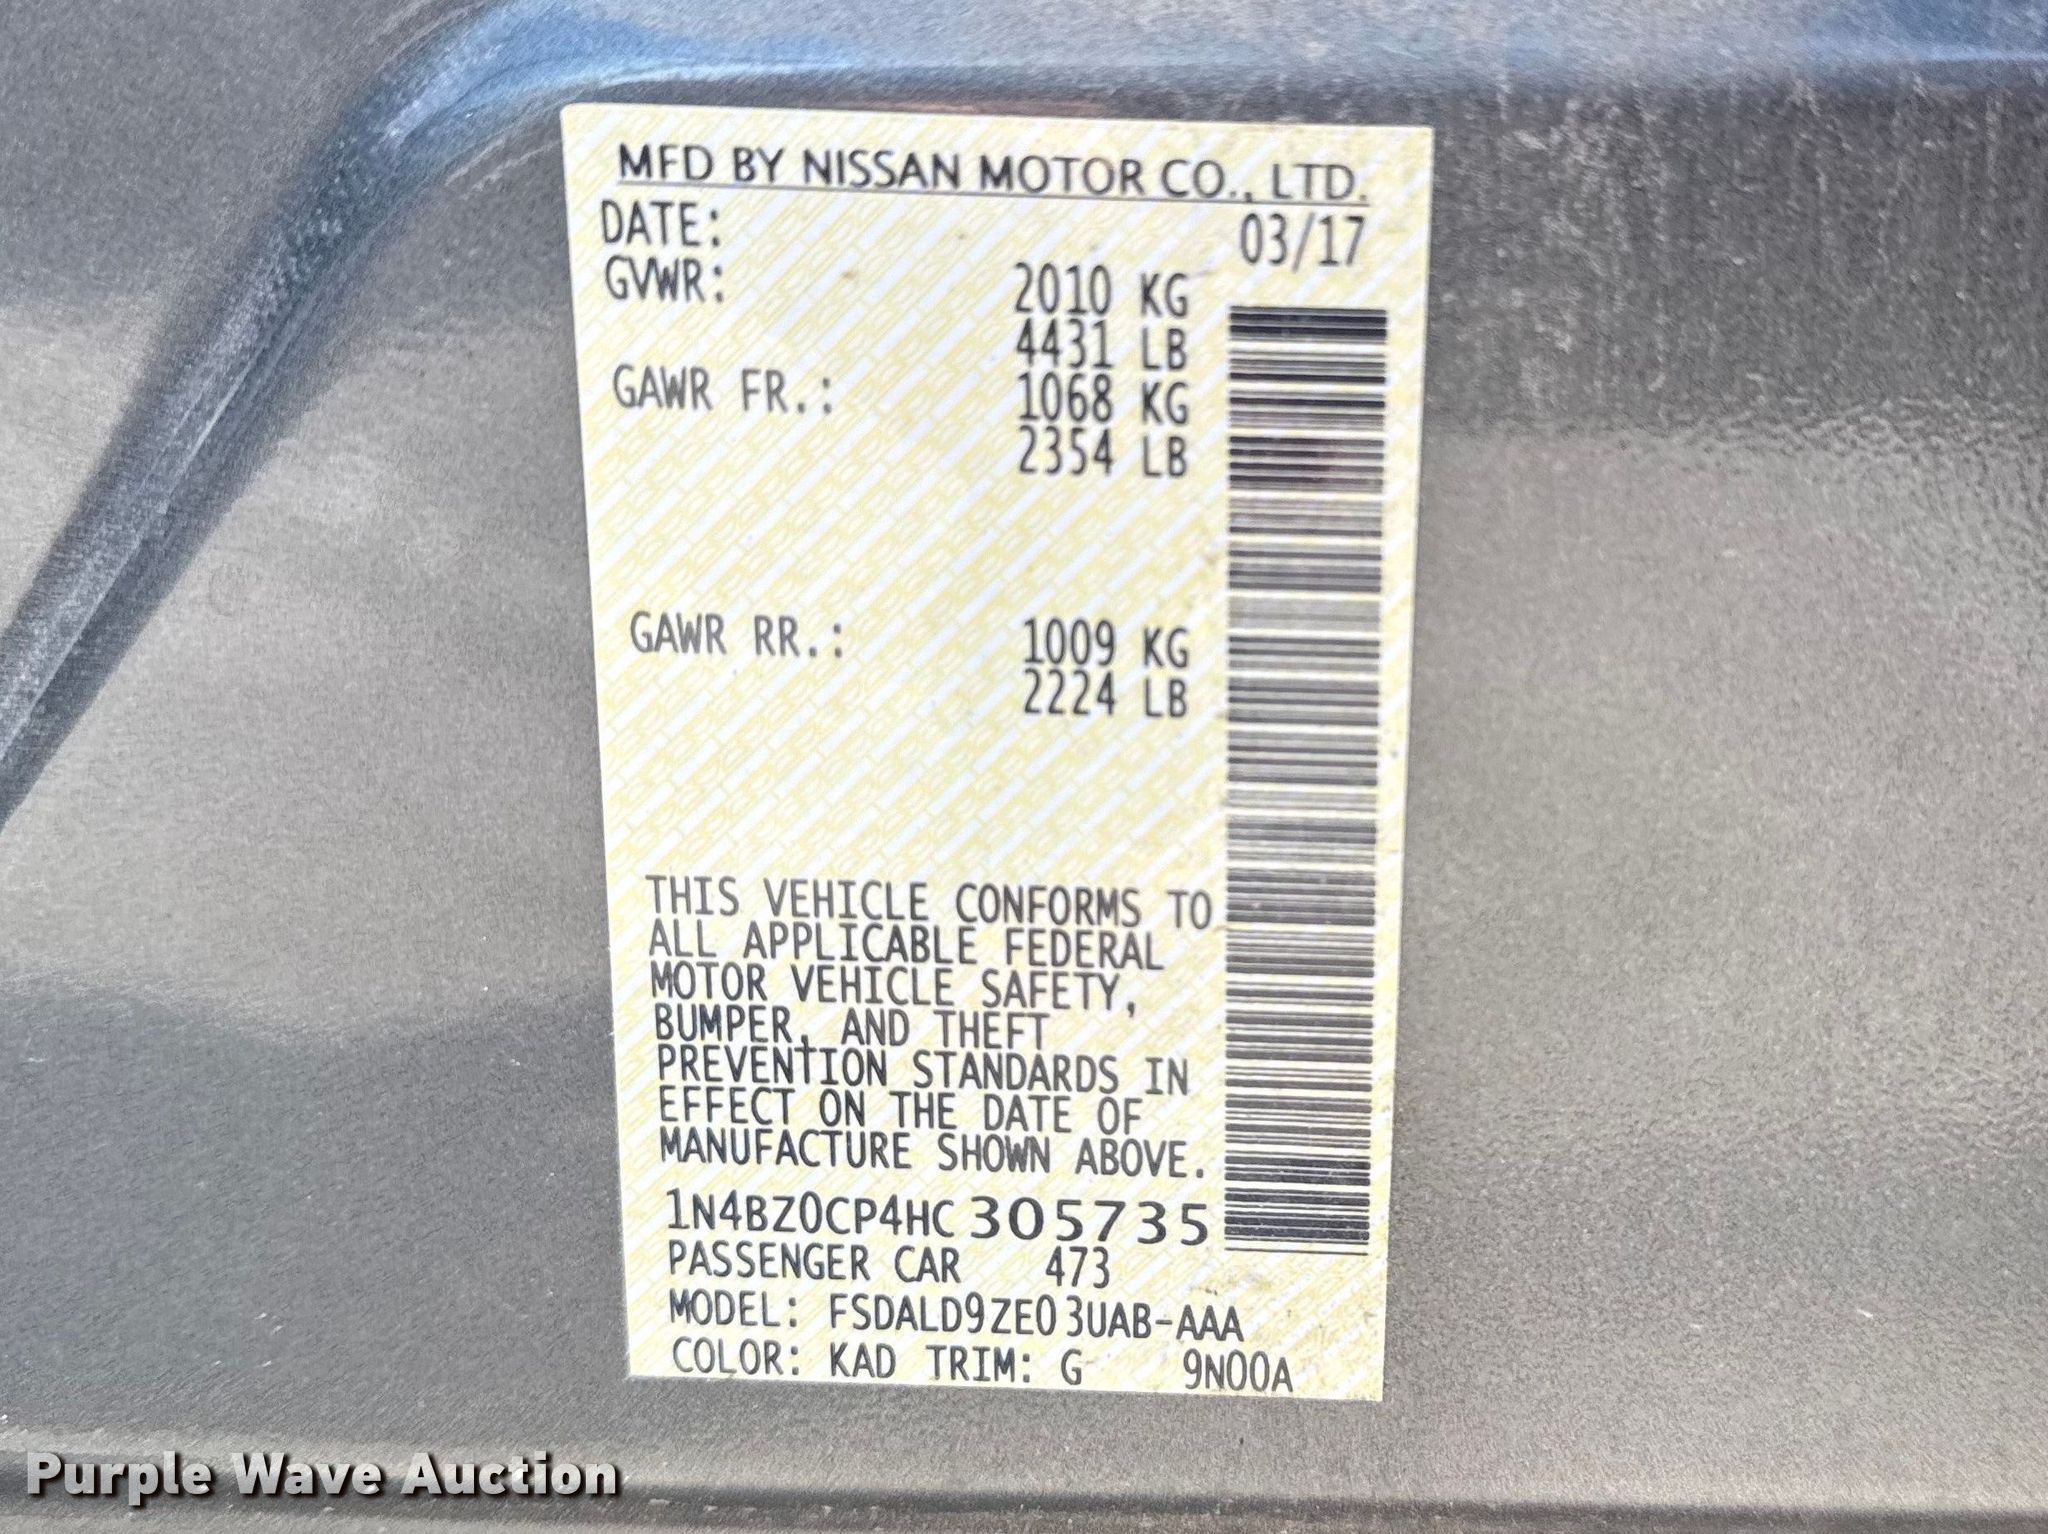 MFD BY NISSAN MOTOR CO., LTD.
DATE: 03/17
GVWR: 2010 KG
4431 LB
GAWR FR.: 1068 KG
2354 LB
GAWR RR.: 1009 KG
2224 LB
THIS VEHICLE CONFORMS TO
ALL APPLICABLE FEDERAL
MOTOR VEHICLE SAFETY,
BUMPER, AND THEFT
PREVENTION STANDARDS IN
EFFECT ON THE DATE OF
MANUFACTURE SHOWN ABOVE.
1N4BZ0CP4HC305735
PASSENGER CAR 473
MODEL: FSDALD9ZE03UAB-AAA
COLOR: KAD TRIM: G 9N00A
Purple Wave Auction